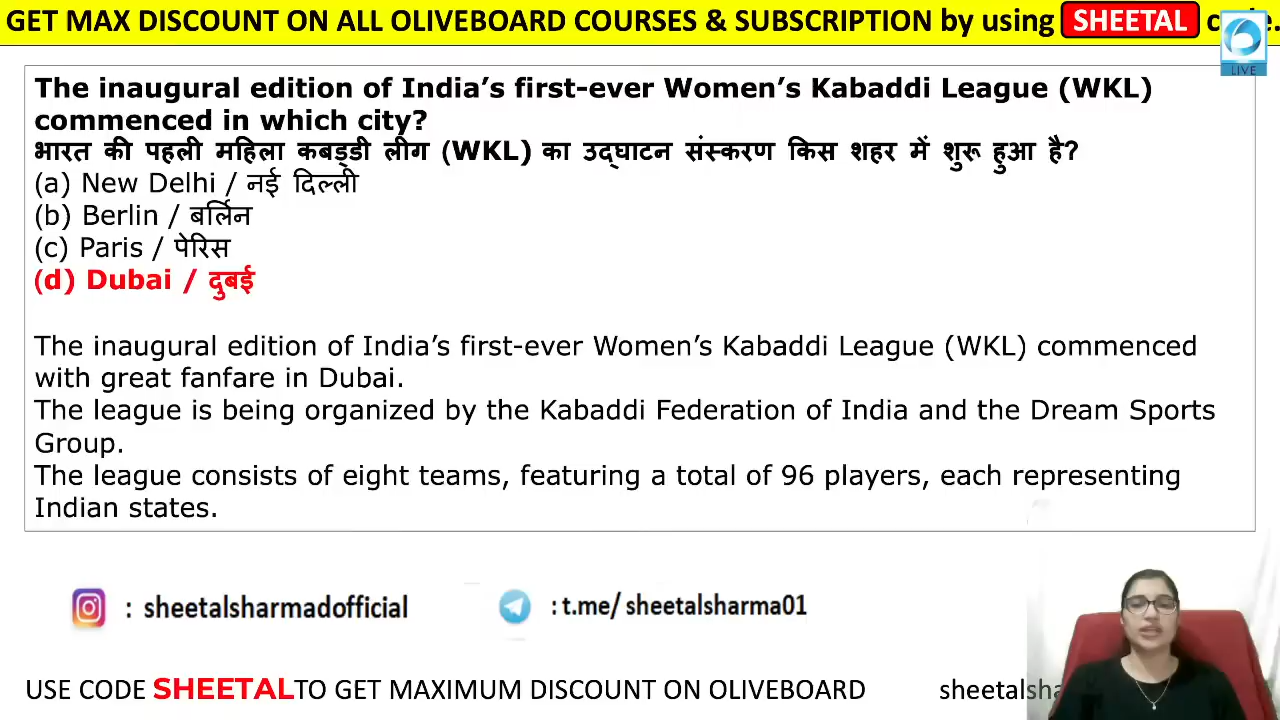 GET MAX DISCOUNT ON ALL OLIVEBOARD COURSES & SUBSCRIPTION by using SHEETAL
LIVE
The inaugural edition of India’s first-ever Women’s Kabaddi League (WKL)
commenced in which city?
भारत की पहली महिला कबड्डी लीग (WKL) का उद्घाटन संस्करण किस शहर में शुरू हुआ है?
(a) New Delhi / नई दिल्ली
(b) Berlin / बर्लिन
(c) Paris / पेरिस
(d) Dubai / दुबई
The inaugural edition of India’s first-ever Women’s Kabaddi League (WKL) commenced
with great fanfare in Dubai.
The league is being organized by the Kabaddi Federation of India and the Dream Sports
Group.
The league consists of eight teams, featuring a total of 96 players, each representing
Indian states.
: sheetalsharmadofficial
: t.me/ sheetalsharma01
USE CODE SHEETALTO GET MAXIMUM DISCOUNT ON OLIVEBOARD